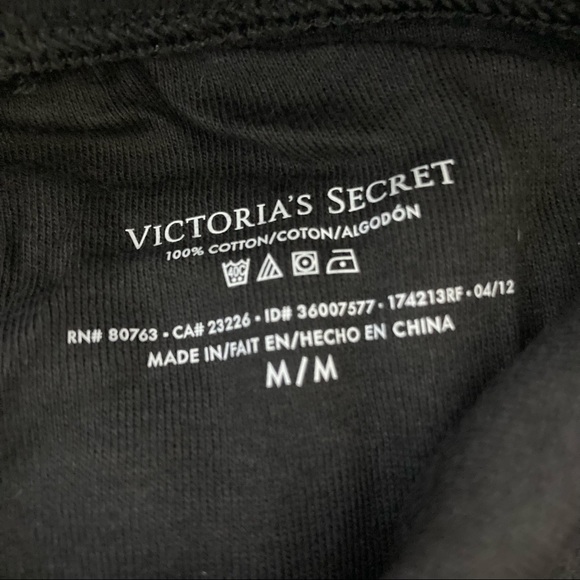 VICTORIA'S SECRET
100% COTTON/COTON/ALGODÓN
40C
RN# 80763 • CA# 23226 • ID# 36007577 • 174213RF • 04/12
MADE IN/FAIT EN/HECHO EN CHINA
M/M